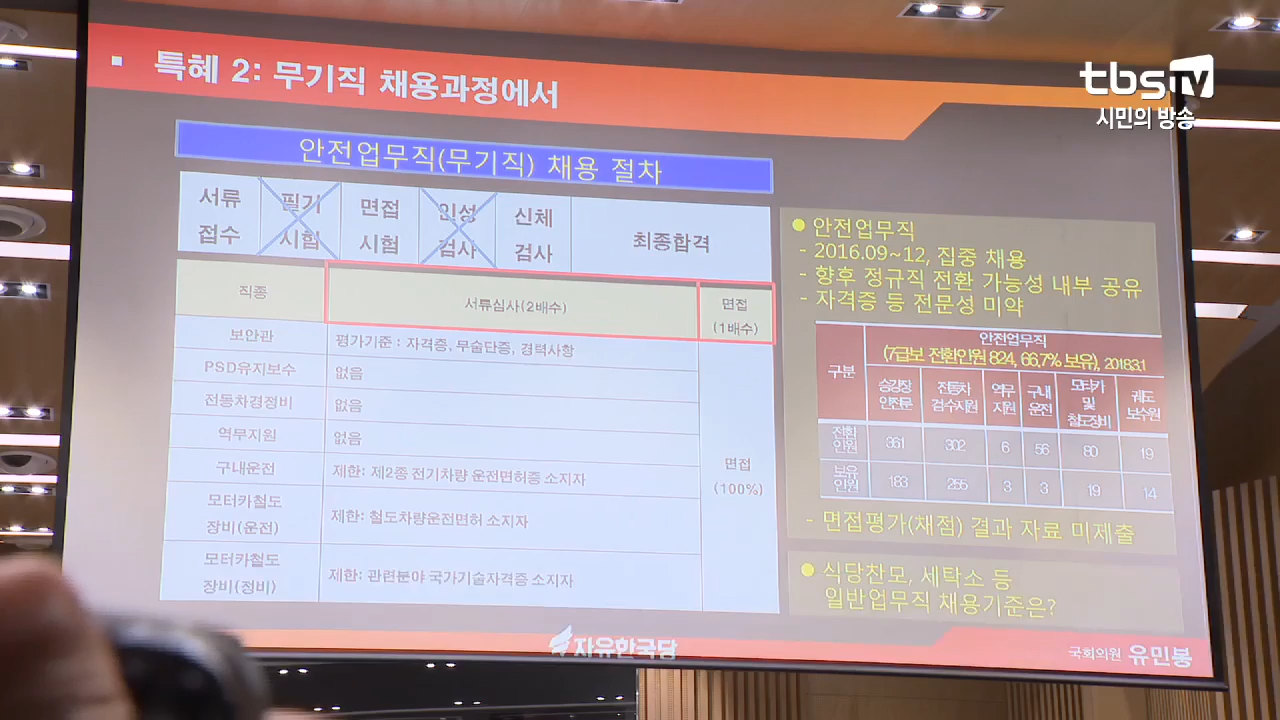 tbs TV
시민의 방송
특혜 2: 무기직 채용과정에서
안전업무직(무기직) 채용 절차
서류 접수
필기 시험
면접 시험
인성 검사
신체 검사
최종합격
직종
서류심사(2배수)
면접 (1배수)
보안관
평가기준 : 자격증, 무술단증, 경력사항
PSD유지보수
없음
전동차경정비
없음
역무지원
없음
구내운전
제한: 제2종 전기차량 운전면허증 소지자
모터카철도 장비(운전)
제한: 철도차량운전면허 소지자
모터카철도 장비(정비)
제한: 관련분야 국가기술자격증 소지자
면접 (100%)
● 안전업무직
- 2016.09~12, 집중 채용
- 향후 정규직 전환 가능성 내부 공유
- 자격증 등 전문성 미약
구분
안전업무직
(7급보 전환인원 824, 66.7% 보유), 2018.3.1
승강장 안전문
전동차 검수지원
역무 지원
구내 운전
모터카 및 철도장비
궤도 보수원
전환 인원 361 302 6 56 80 19
보유 인원 183 265 3 3 19 14
- 면접평가(채점) 결과 자료 미제출
● 식당찬모, 세탁소 등
일반업무직 채용기준은?
자유한국당
국회의원 유민봉